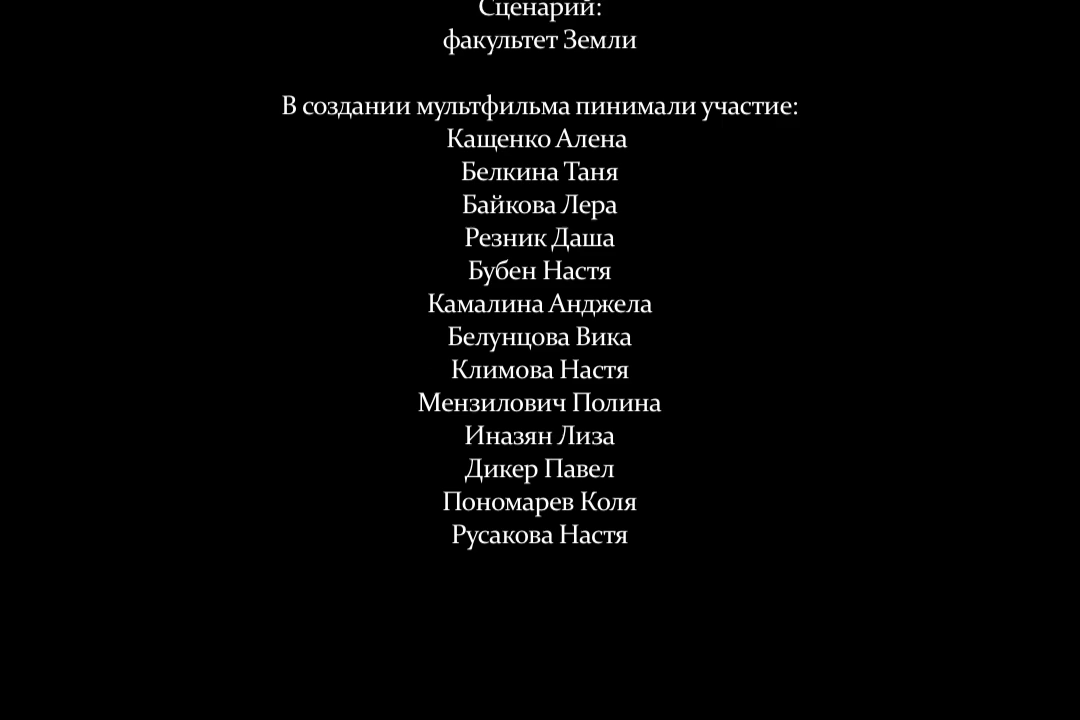 Сценарий:
факультет Земли
В создании мультфильма пинимали участие:
Кащенко Алена
Белкина Таня
Байкова Лера
Резник Даша
Бубен Настя
Камалина Анджела
Белунцова Вика
Климова Настя
Мензилович Полина
Иназян Лиза
Дикер Павел
Пономарев Коля
Русакова Настя